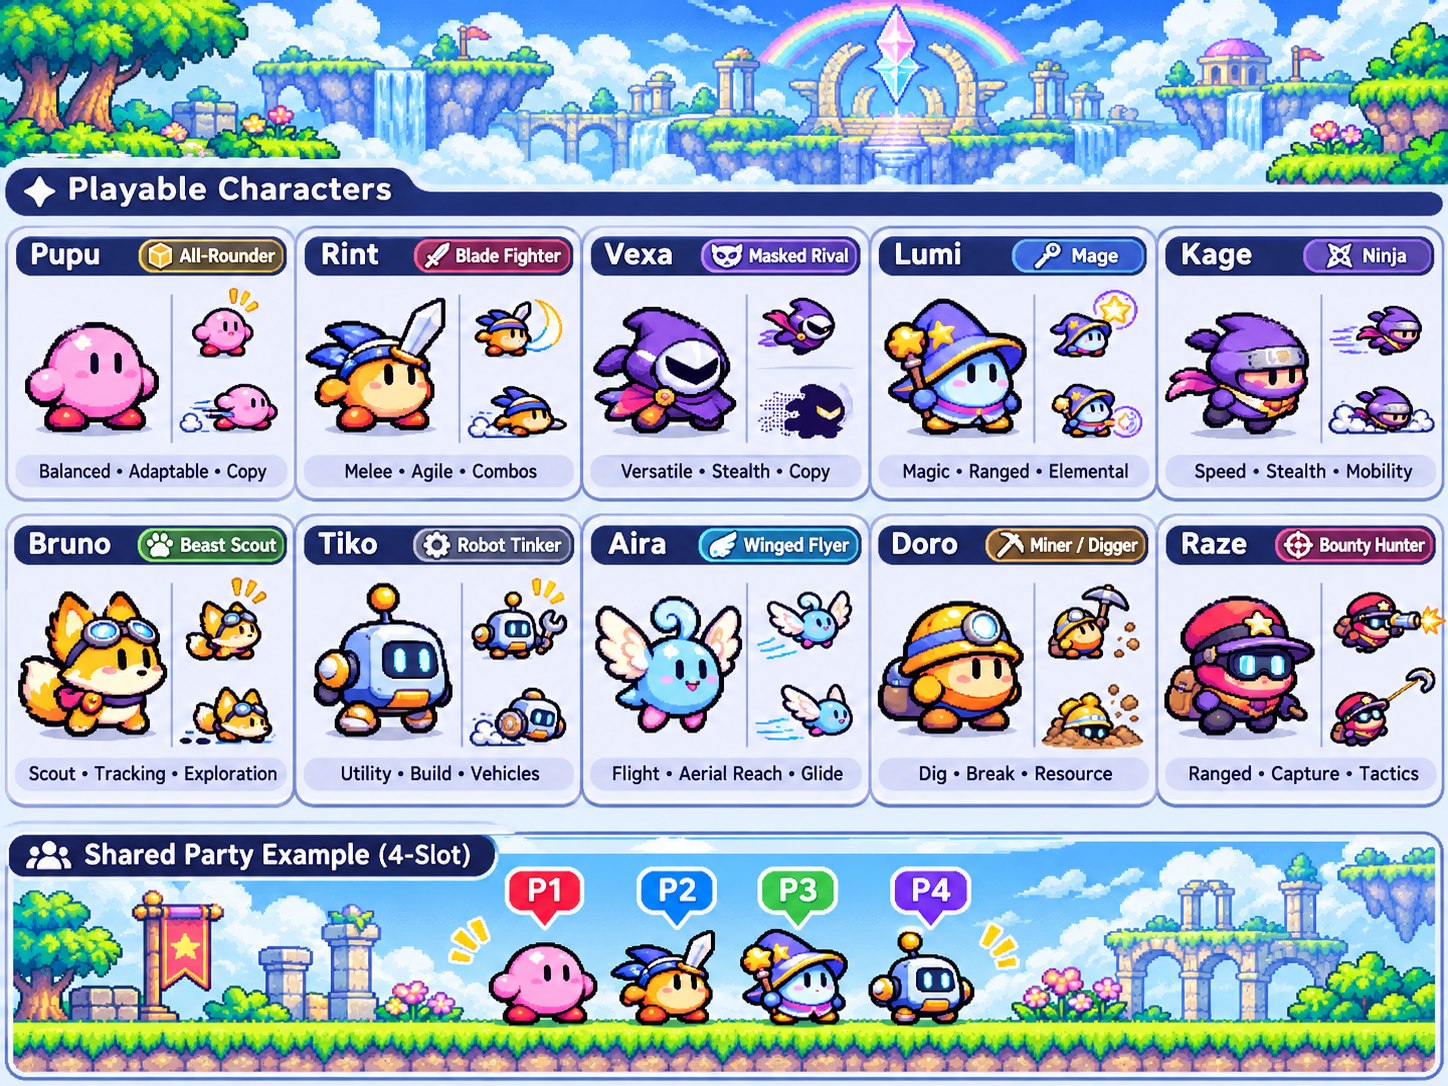 Playable Characters
Pupu
All-Rounder
Balanced • Adaptable • Copy
Rint
Blade Fighter
Melee • Agile • Combos
Vexa
Masked Rival
Versatile • Stealth • Copy
Lumi
Mage
Magic • Ranged • Elemental
Kage
Ninja
Speed • Stealth • Mobility
Bruno
Beast Scout
Scout • Tracking • Exploration
Tiko
Robot Tinker
Utility • Build • Vehicles
Aira
Winged Flyer
Flight • Aerial Reach • Glide
Doro
Miner / Digger
Dig • Break • Resource
Raze
Bounty Hunter
Ranged • Capture • Tactics
Shared Party Example (4-Slot)
P1
P2
P3
P4